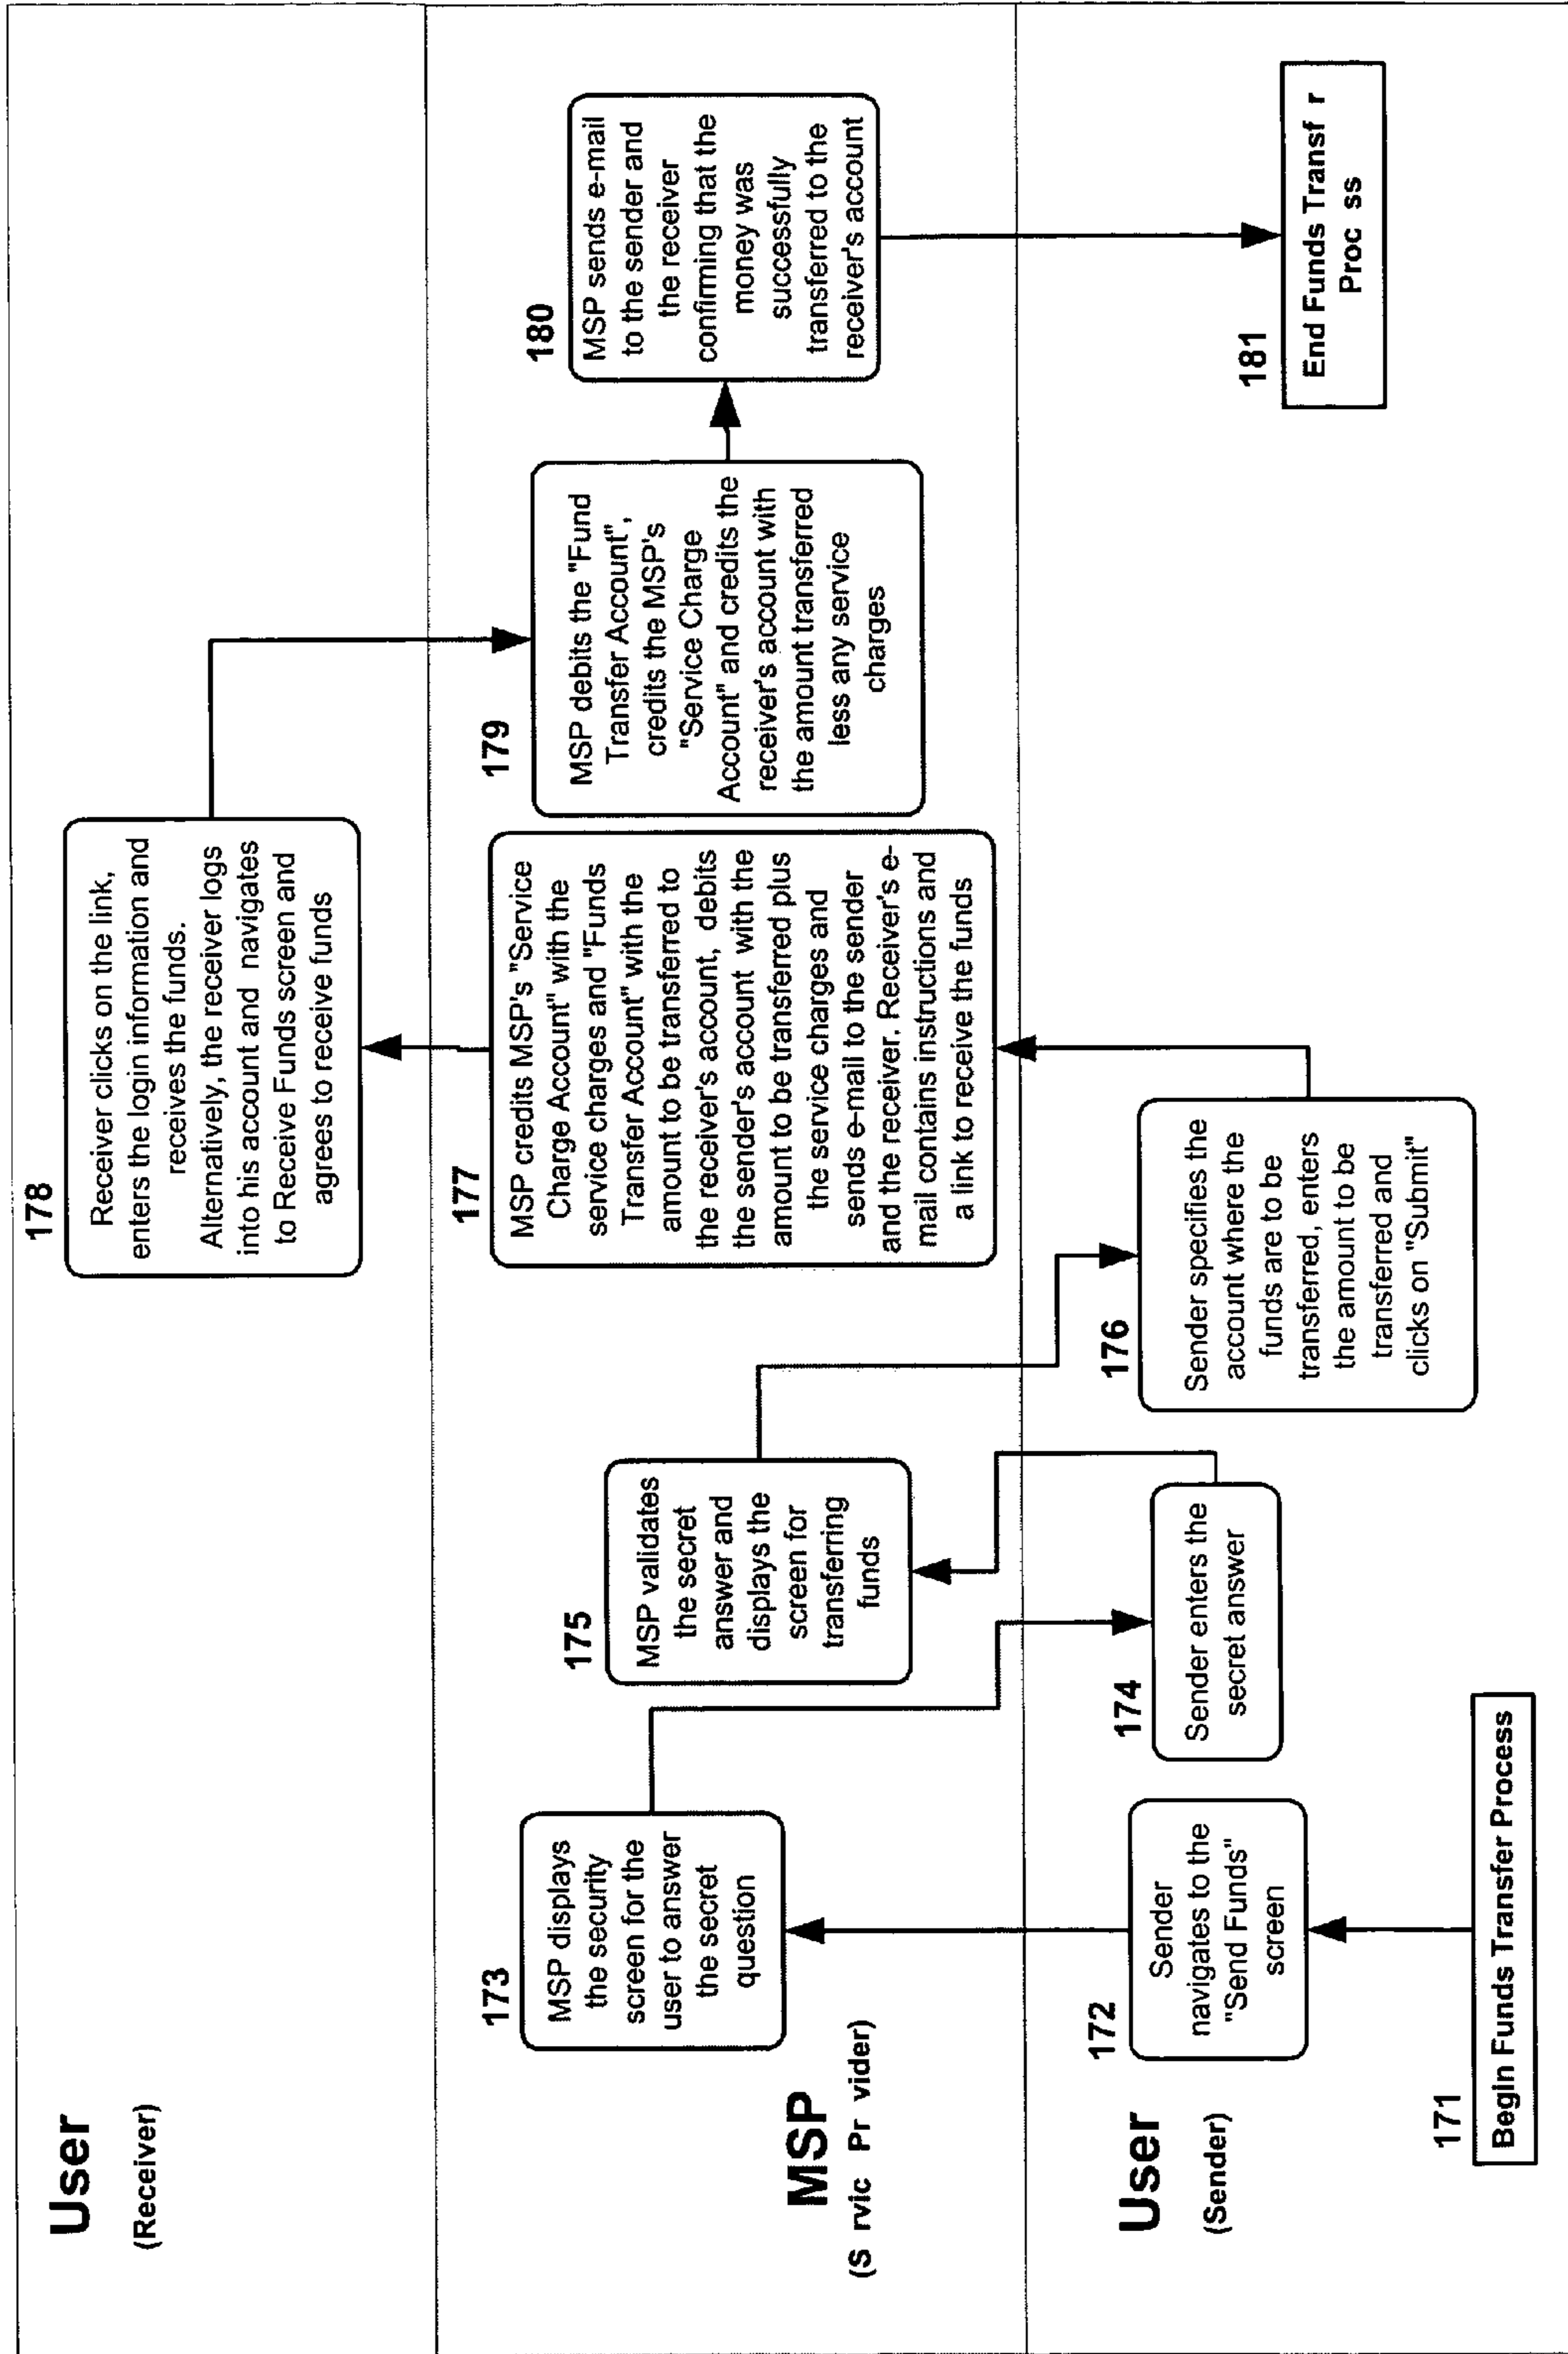 User
(Receiver)
178
Receiver clicks on the link,
enters the login information and
receives the funds.
Alternatively, the receiver logs
into his account and navigates
to Receive Funds screen and
agrees to receive funds
MSP
(S rvic Pr vider)
173
MSP displays
the security
screen for the
user to answer
the secret
question
175
MSP validates
the secret
answer and
displays the
screen for
transferring
funds
177
MSP credits MSP's "Service
Charge Account" with the
service charges and "Funds
Transfer Account" with the
amount to be transferred to
the receiver's account, debits
the sender's account with the
amount to be transferred plus
the service charges and
sends e-mail to the sender
and the receiver. Receiver's e-
mail contains instructions and
a link to receive the funds
179
MSP debits the "Fund
Transfer Account",
credits the MSP's
"Service Charge
Account" and credits the
receiver's account with
the amount transferred
less any service
charges
180
MSP sends e-mail
to the sender and
the receiver
confirming that the
money was
successfully
transferred to the
receiver's account
User
(Sender)
171
Begin Funds Transfer Process
172
Sender
navigates to the
"Send Funds"
screen
174
Sender enters the
secret answer
176
Sender specifies the
account where the
funds are to be
transferred, enters
the amount to be
transferred and
clicks on "Submit"
181
End Funds Transf r
Proc ss